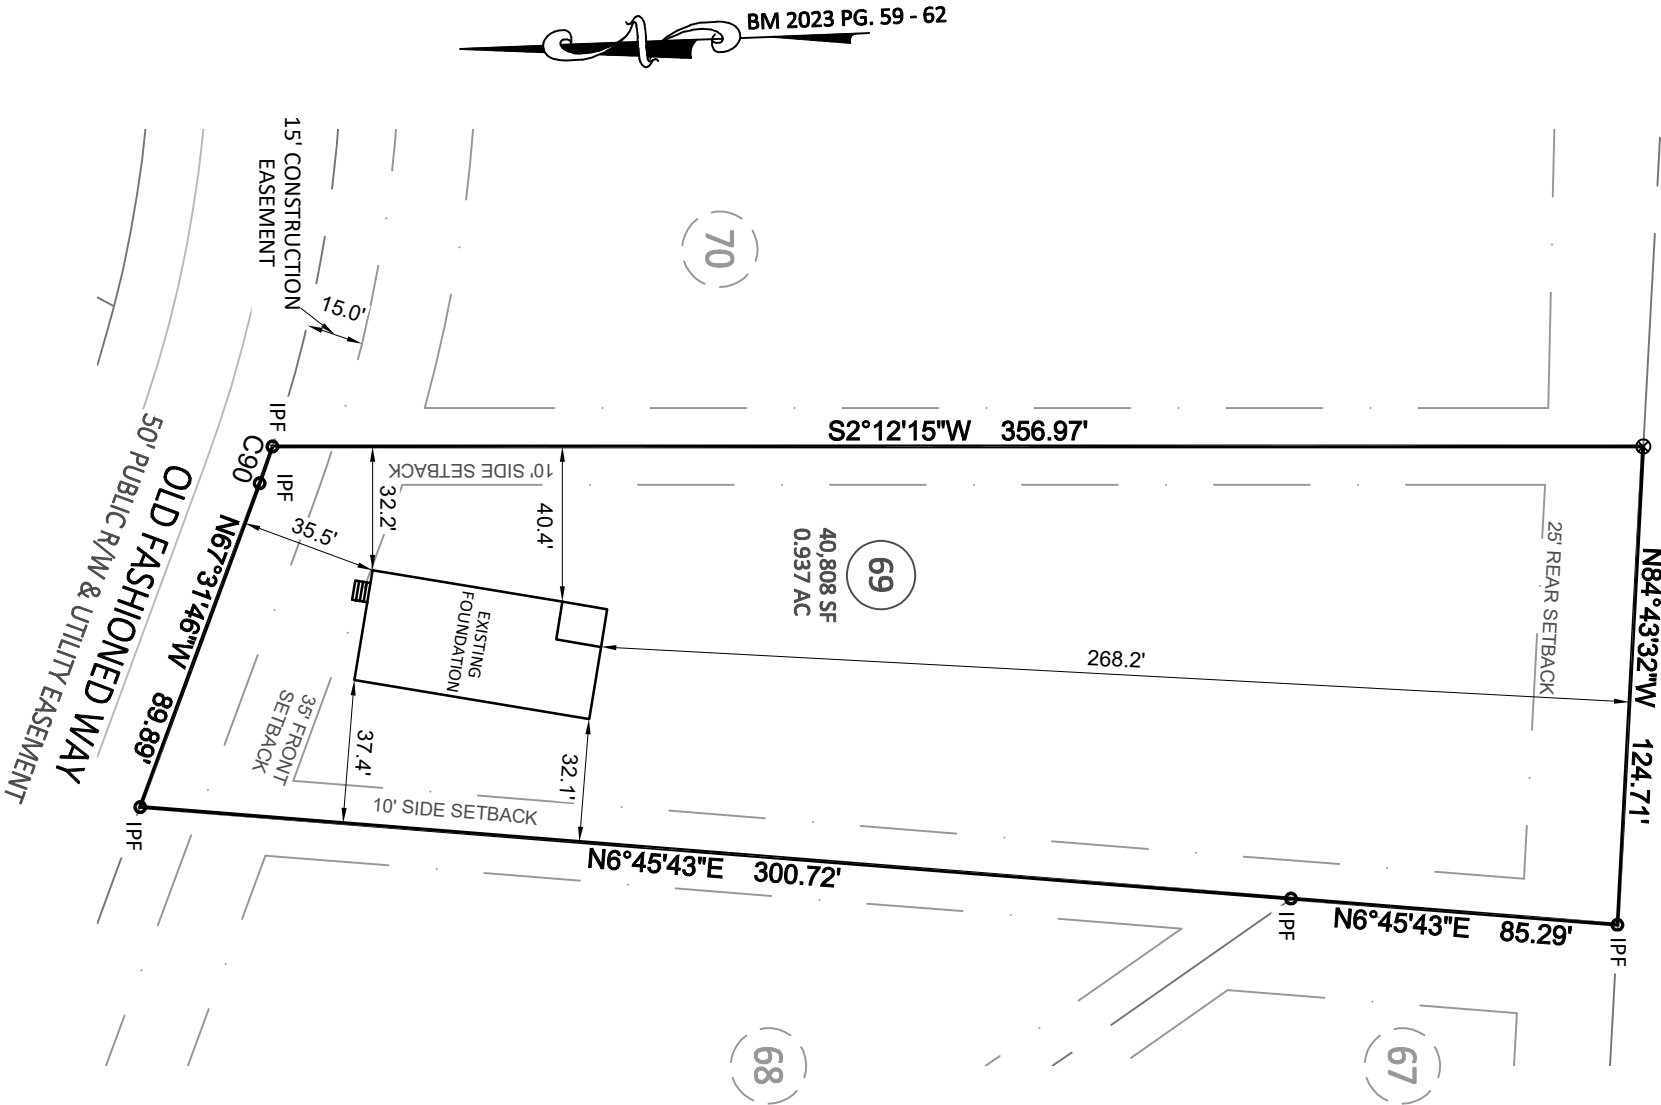 BM 2023 PG. 59 - 62
N
15' CONSTRUCTION
EASEMENT
15.0'
70
S2°12'15"W 356.97'
IPF
C90
IPF
10' SIDE SETBACK
32.2'
40.4'
35.5'
69
40,808 SF
0.937 AC
25' REAR SETBACK
N84°43'32"W 124.71'
EXISTING
FOUNDATION
268.2'
N67°31'46"W 89.89'
OLD FASHIONED WAY
50' PUBLIC R/W & UTILITY EASEMENT
35' FRONT
SETBACK
37.4'
32.1'
10' SIDE SETBACK
IPF
N6°45'43"E 300.72'
IPF
N6°45'43"E 85.29'
IPF
68
67